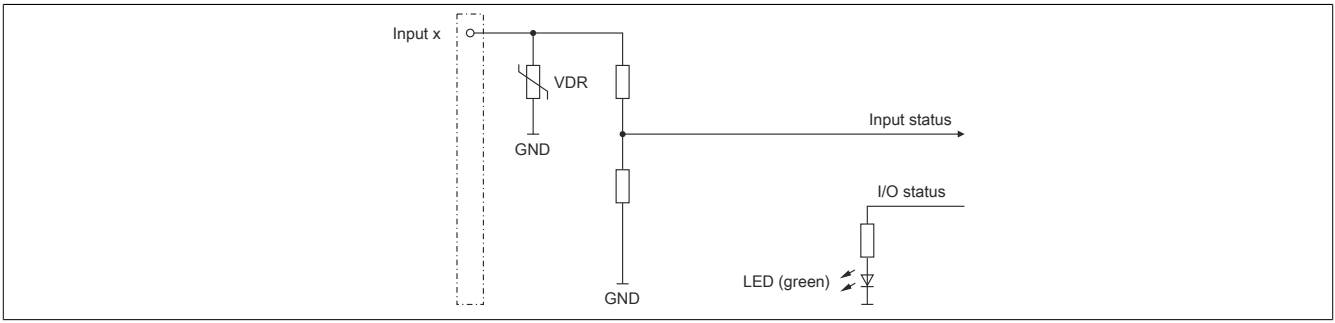 Input x
VDR
GND
Input status
I/O status
LED (green)
GND